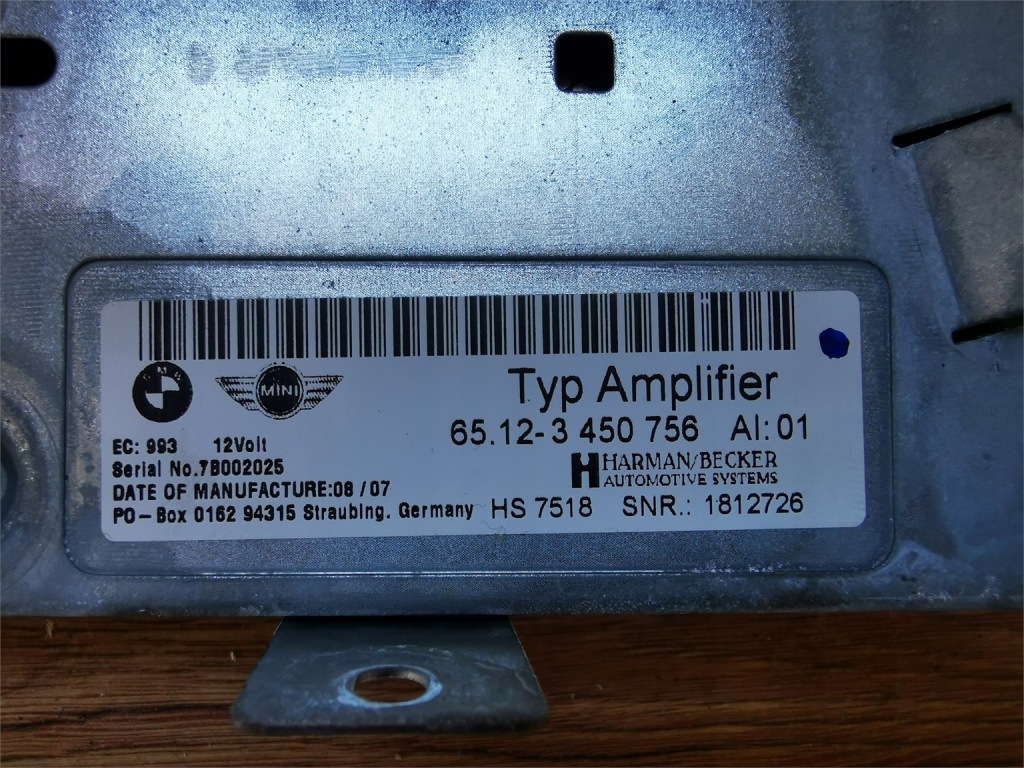 BMW
MINI
Typ Amplifier
65.12-3 450 756 AI:01
EC: 993 12Volt
Serial No.7B002025
HARMAN/BECKER
AUTOMOTIVE SYSTEMS
DATE OF MANUFACTURE:08/07
PO-Box 0162 94315 Straubing. Germany
HS 7518 SNR.: 1812726